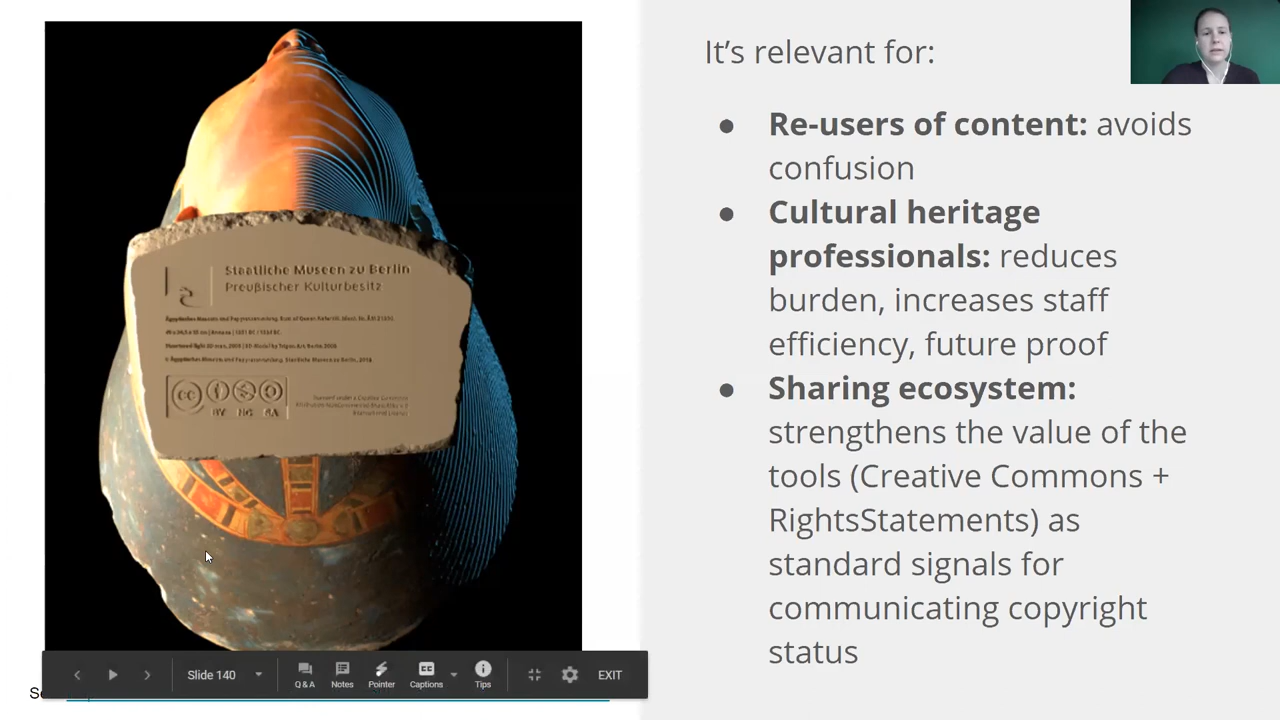 It's relevant for:
● Re-users of content: avoids
confusion
● Cultural heritage
professionals: reduces
burden, increases staff
efficiency, future proof
● Sharing ecosystem:
strengthens the value of the
tools (Creative Commons +
RightsStatements) as
standard signals for
communicating copyright
status
Staatliche Museen zu Berlin
Preußischer Kulturbesitz
cc
BY NC SA
Slide 140
Q & A
Notes
Pointer
CC
Captions
Tips
EXIT